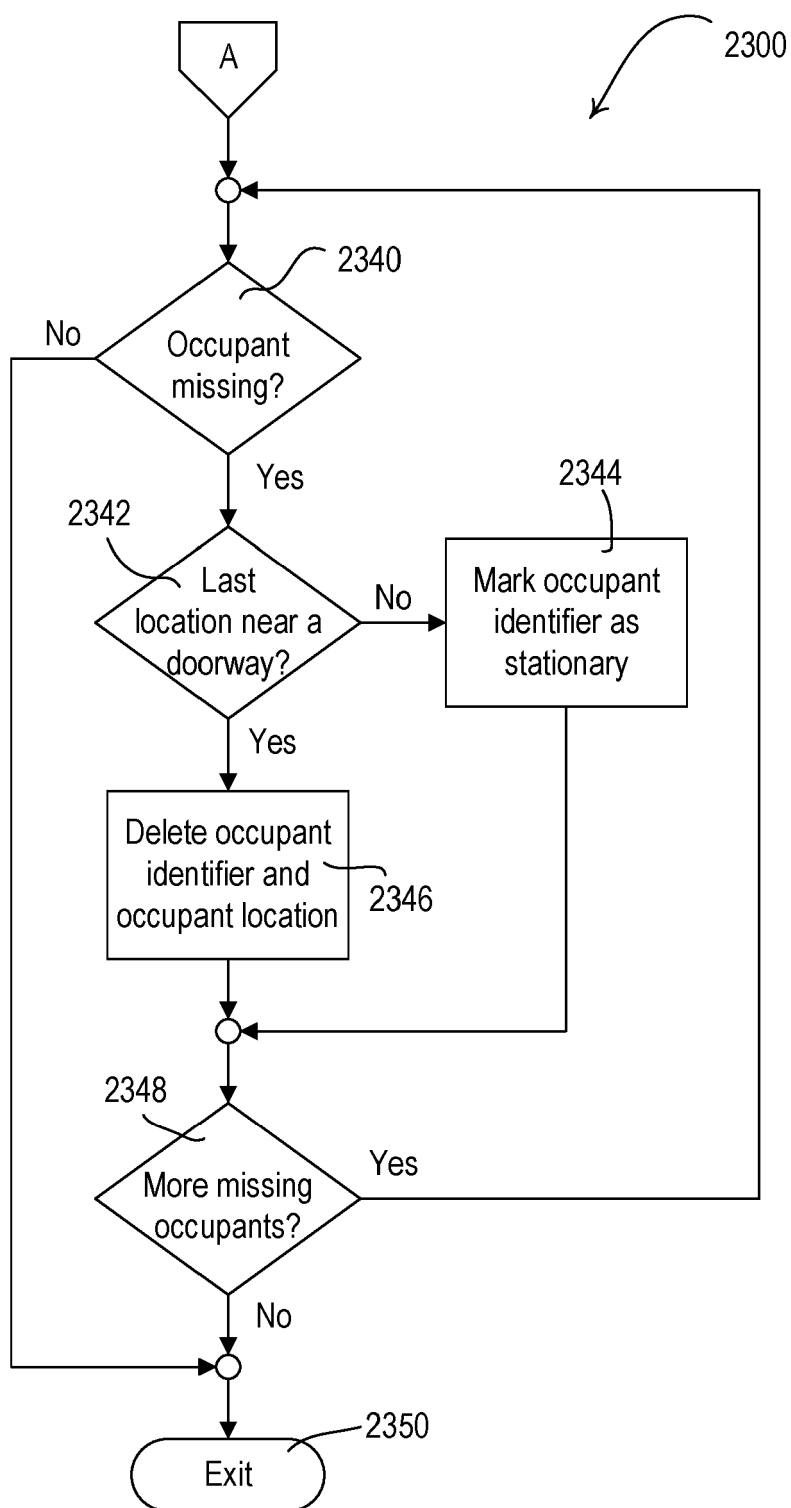 A
2300
2340
No
Occupant
missing?
Yes
2342
2344
Last
location near a
doorway?
No
Mark occupant
identifier as
stationary
Yes
Delete occupant
identifier and
occupant location
2346
2348
More missing
occupants?
Yes
No
2350
Exit